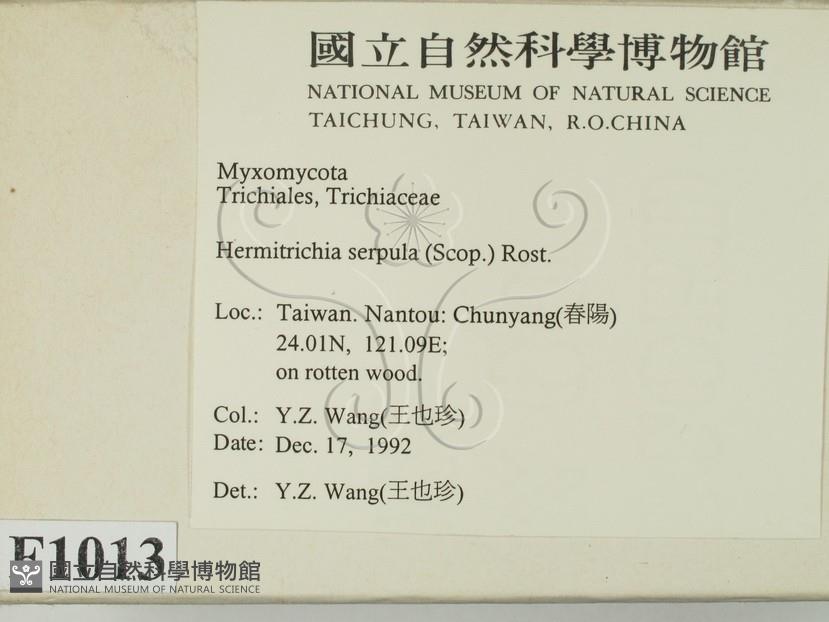 國立自然科學博物館
NATIONAL MUSEUM OF NATURAL SCIENCE
TAICHUNG, TAIWAN, R.O.CHINA
Myxomycota
Trichiales, Trichiaceae
Hermitrichia serpula (Scop.) Rost.
Loc.: Taiwan. Nantou: Chunyang(春陽)
24.01N, 121.09E;
on rotten wood.
Col.: Y.Z. Wang(王也珍)
Date: Dec. 17, 1992
Det.: Y.Z. Wang(王也珍)
F1013
國立自然科學博物館
NATIONAL MUSEUM OF NATURAL SCIENCE